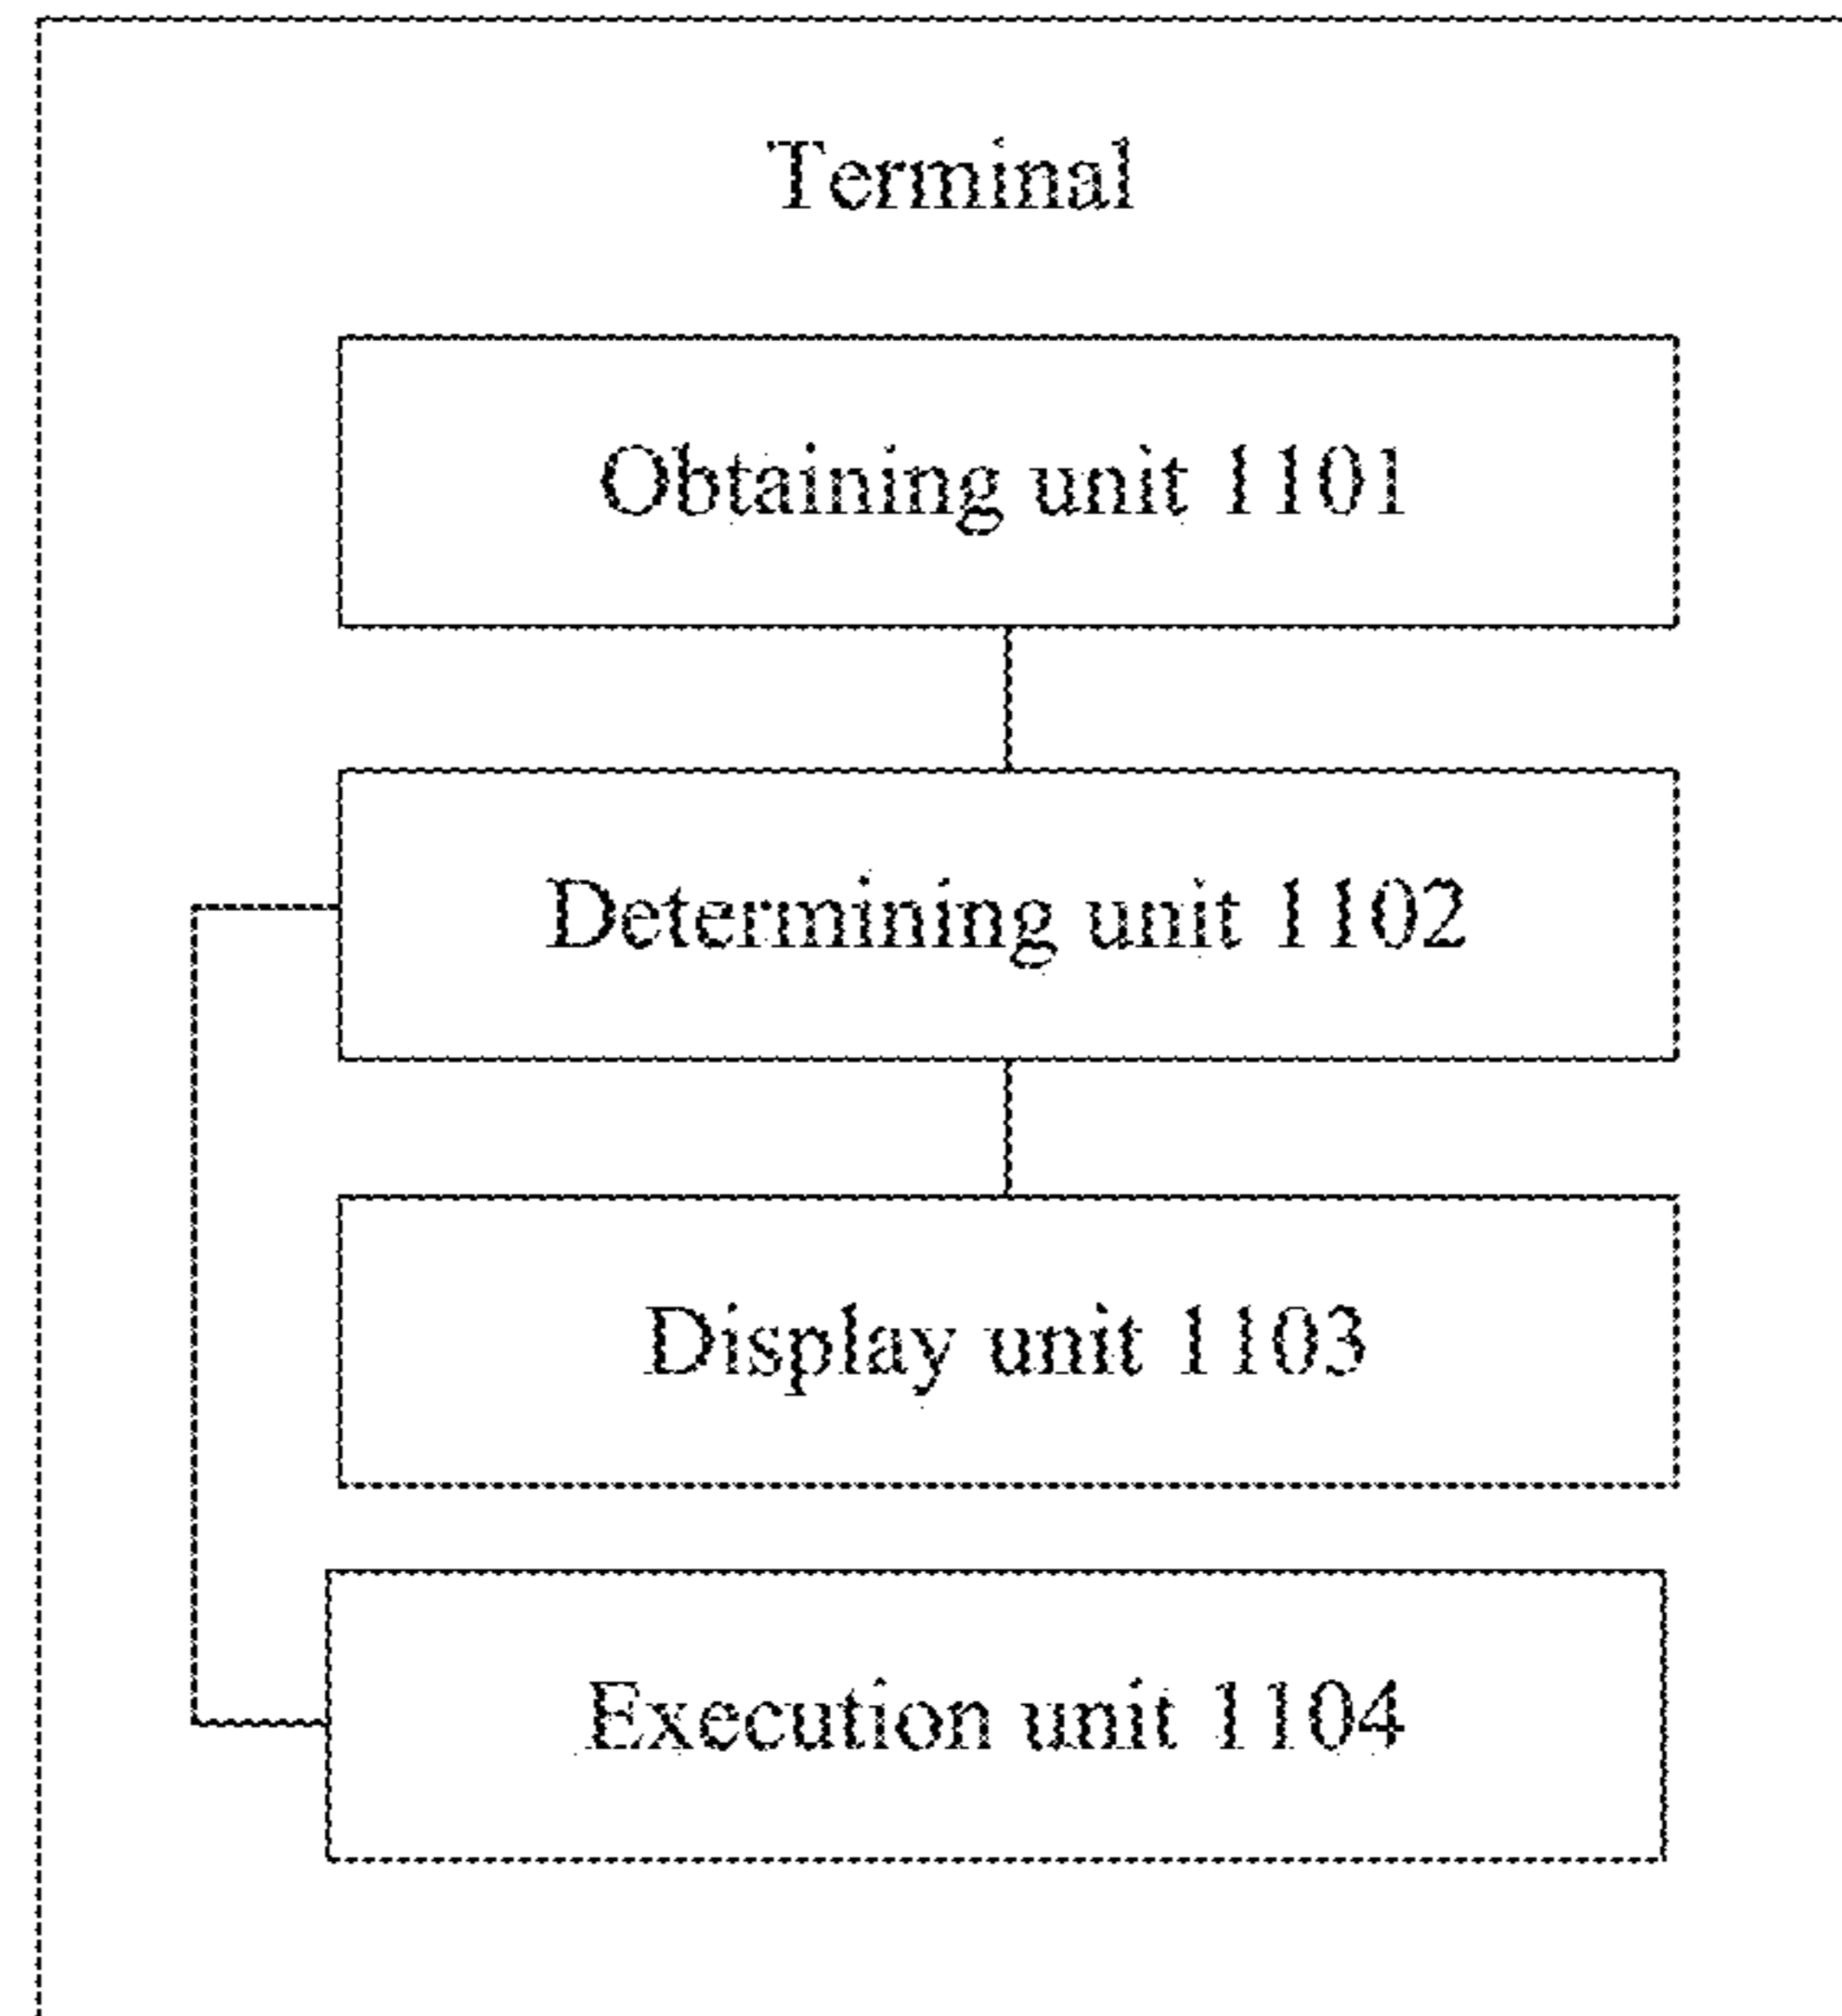 Terminal
Obtaining unit 1101
Determining unit 1102
Display unit 1103
Execution unit 1104